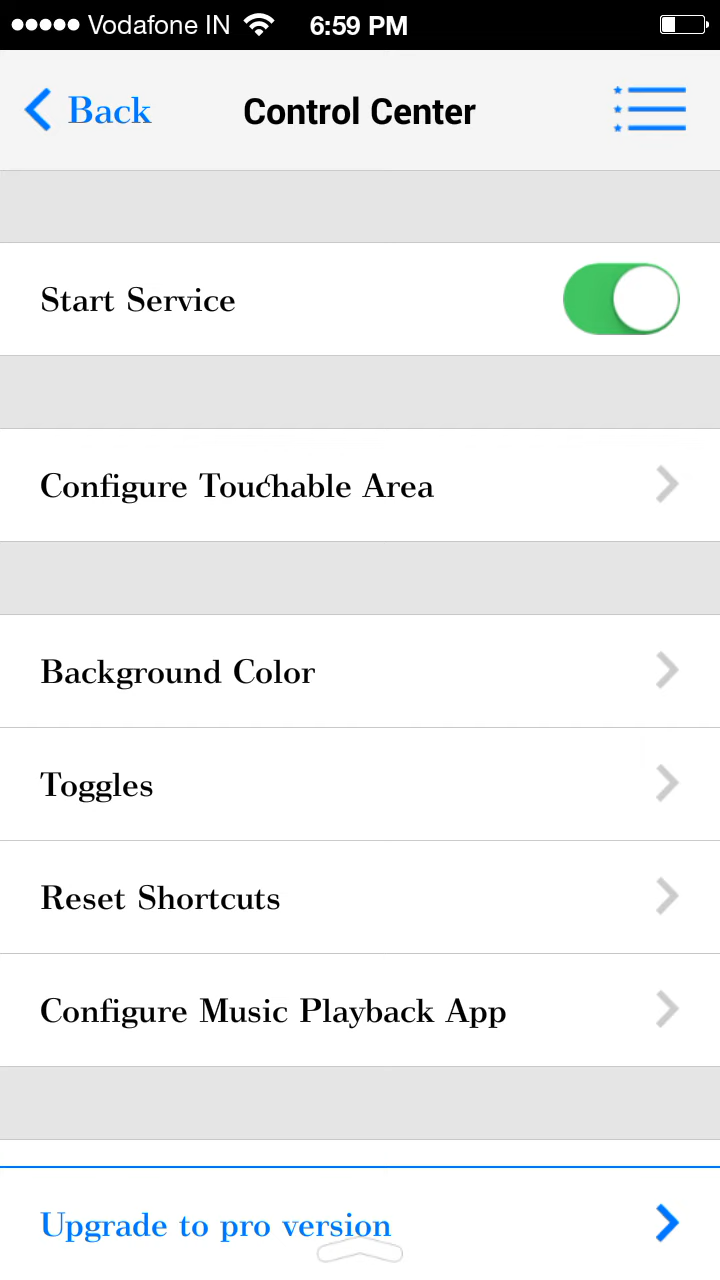 Vodafone IN 6:59 PM
Back Control Center
Start Service
Configure Touchable Area
Background Color
Toggles
Reset Shortcuts
Configure Music Playback App
Upgrade to pro version